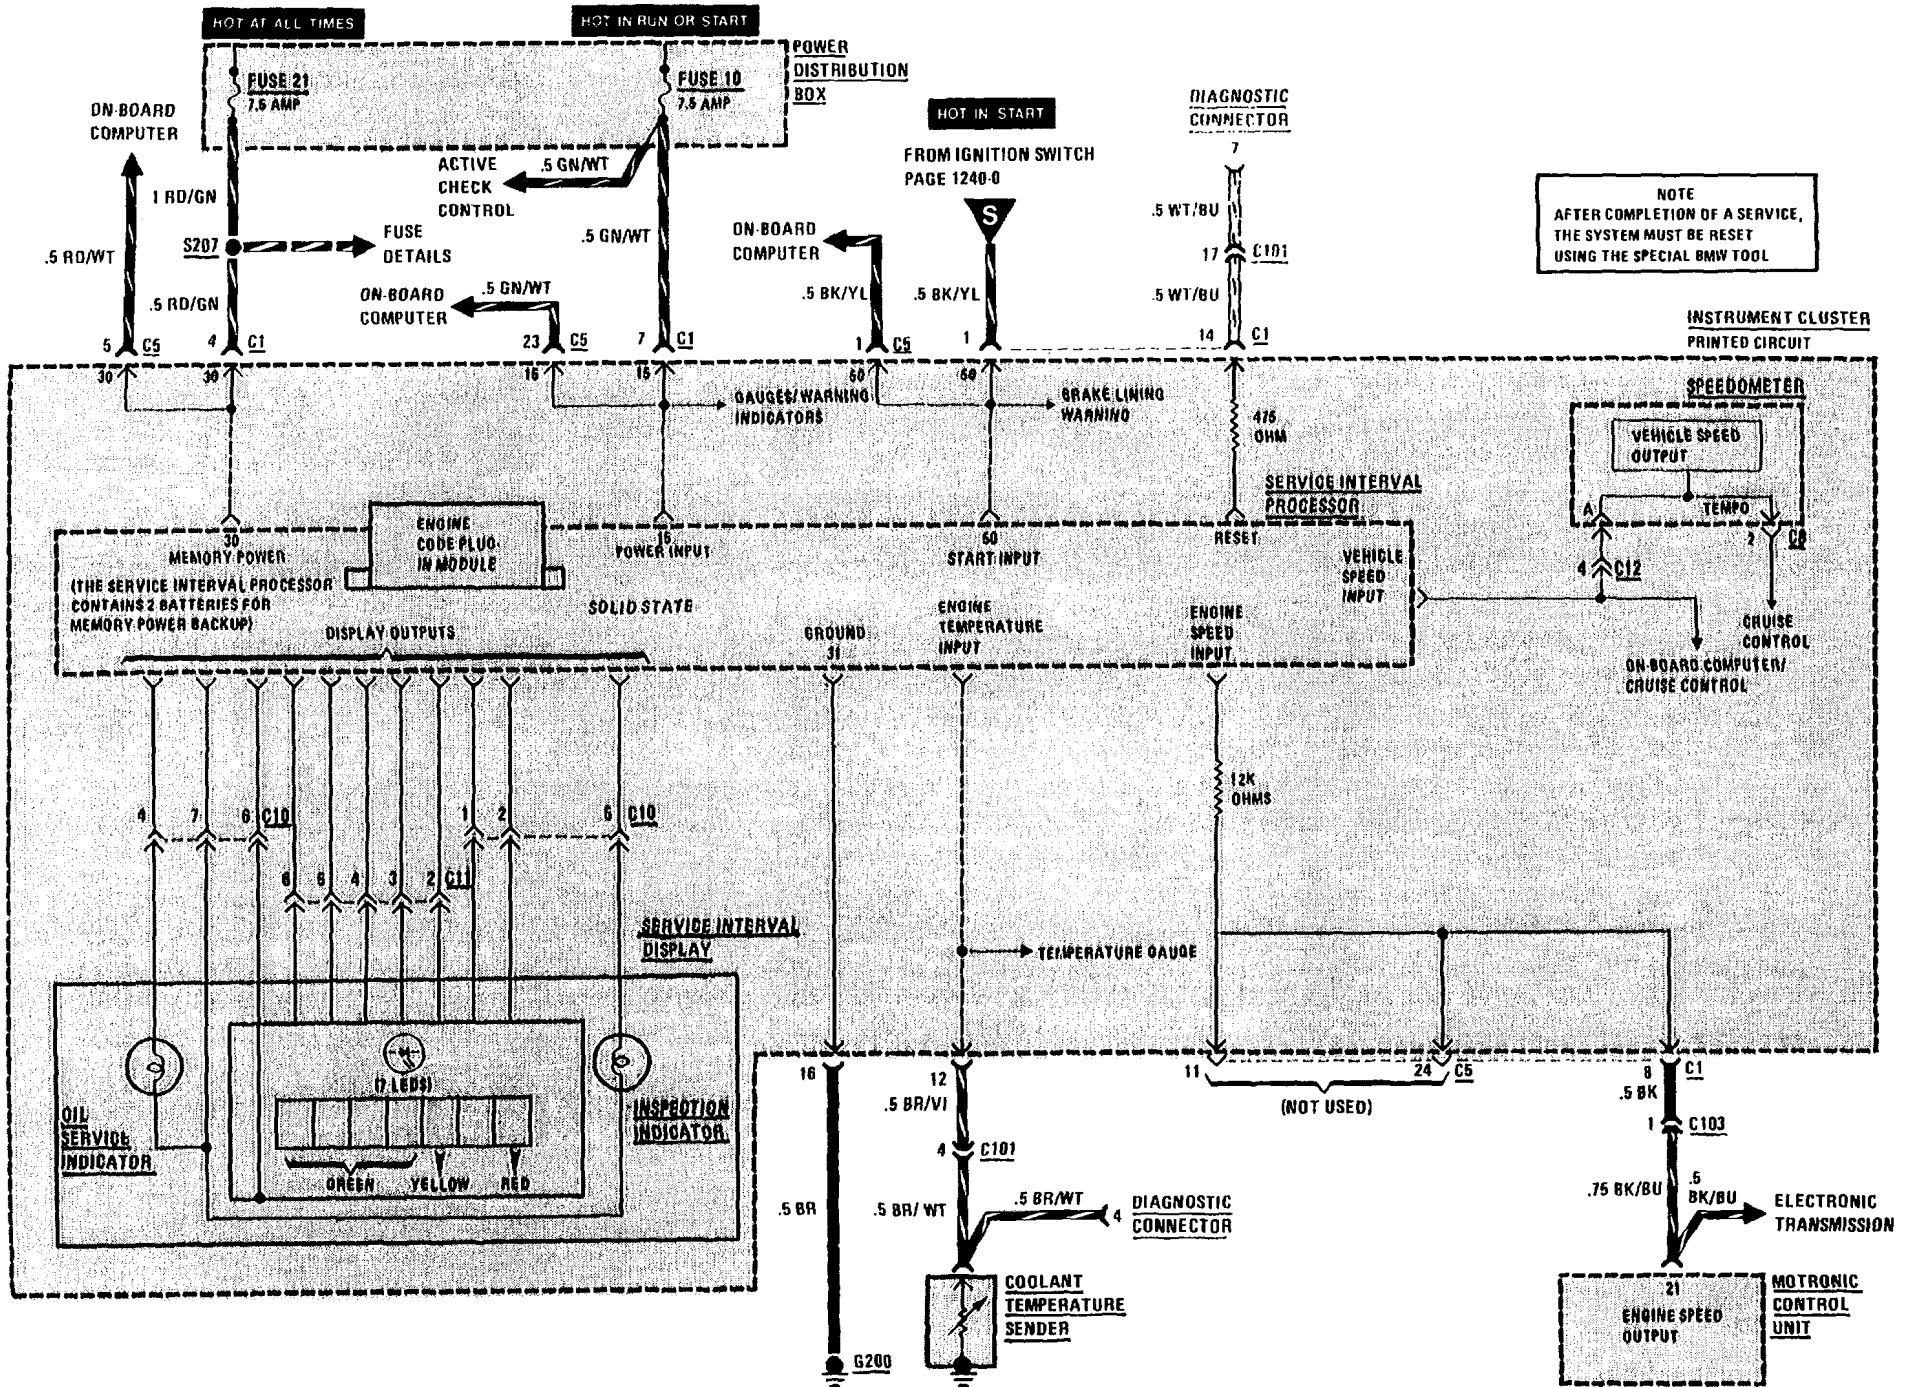 HOT AT ALL TIMES
HOT IN RUN OR START
POWER
DISTRIBUTION
BOX
FUSE 21
7.5 AMP
FUSE 10
7.5 AMP
ON-BOARD
COMPUTER
1 RD/GN
ACTIVE
CHECK
CONTROL
.5 GN/WT
HOT IN START
FROM IGNITION SWITCH
PAGE 1240-0
S
DIAGNOSTIC
CONNECTOR
7
.5 WT/BU
17 C101
.5 WT/BU
NOTE
AFTER COMPLETION OF A SERVICE,
THE SYSTEM MUST BE RESET
USING THE SPECIAL BMW TOOL
.5 RD/WT
S207
FUSE
DETAILS
.5 RD/GN
.5 GN/WT
ON-BOARD
COMPUTER
.5 GN/WT
ON-BOARD
COMPUTER
.5 BK/YL
.5 BK/YL
5 C5
4 C1
23 C5
7 C1
1 C5
1
14 C1
INSTRUMENT CLUSTER
PRINTED CIRCUIT
30
30
15
15
60
60
GAUGES/WARNING
INDICATORS
BRAKE LINING
WARNING
475
OHM
SPEEDOMETER
VEHICLE SPEED
OUTPUT
A
TEMPO
2 C8
4 C12
CRUISE
CONTROL
ON-BOARD COMPUTER/
CRUISE CONTROL
SERVICE INTERVAL
PROCESSOR
30
MEMORY POWER
(THE SERVICE INTERVAL PROCESSOR
CONTAINS 2 BATTERIES FOR
MEMORY POWER BACKUP)
ENGINE
CODE PLUG-
IN MODULE
15
POWER INPUT
60
START INPUT
RESET
VEHICLE
SPEED
INPUT
SOLID STATE
DISPLAY OUTPUTS
GROUND
31
ENGINE
TEMPERATURE
INPUT
ENGINE
SPEED
INPUT
12K
OHMS
4 7 6 C10
1 2 5 C10
6 5 4 3 2 C11
SERVICE INTERVAL
DISPLAY
TEMPERATURE GAUGE
(7 LEDS)
OIL
SERVICE
INDICATOR
INSPECTION
INDICATOR
GREEN YELLOW RED
16
12
11
24 C5
8 C1
(NOT USED)
.5 BR/VI
.5 BK
4 C101
1 C103
.5 BR
.5 BR/WT
.5 BR/WT
4
DIAGNOSTIC
CONNECTOR
.75 BK/BU
.5
BK/BU
ELECTRONIC
TRANSMISSION
COOLANT
TEMPERATURE
SENDER
G200
21
ENGINE SPEED
OUTPUT
MOTRONIC
CONTROL
UNIT